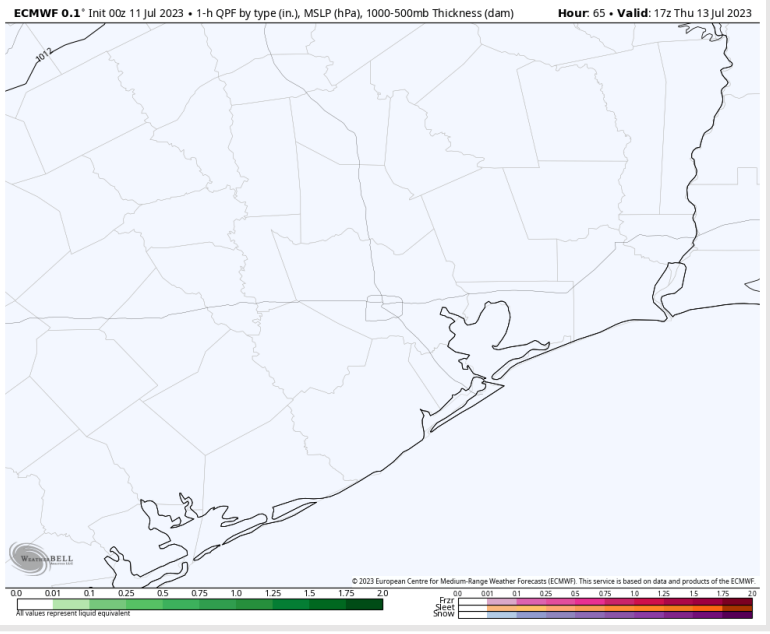 ECMWF 0.1° Init 00z 11 Jul 2023 • 1-h QPF by type (in.), MSLP (hPa), 1000-500mb Thickness (dam) Hour: 65 • Valid: 17z Thu 13 Jul 2023
1012
WEATHERBELL
© 2023 European Centre for Medium-Range Weather Forecasts (ECMWF). This service is based on data and products of the ECMWF.
0.0 0.01 0.1 0.25 0.5 0.75 1.0 1.25 1.5 1.75 2.0
All values represent liquid equivalent
0.0 0.01 0.1 0.25 0.5 0.75 1.0 1.25 1.5 1.75 2.0
Frzr
Sleet
Snow